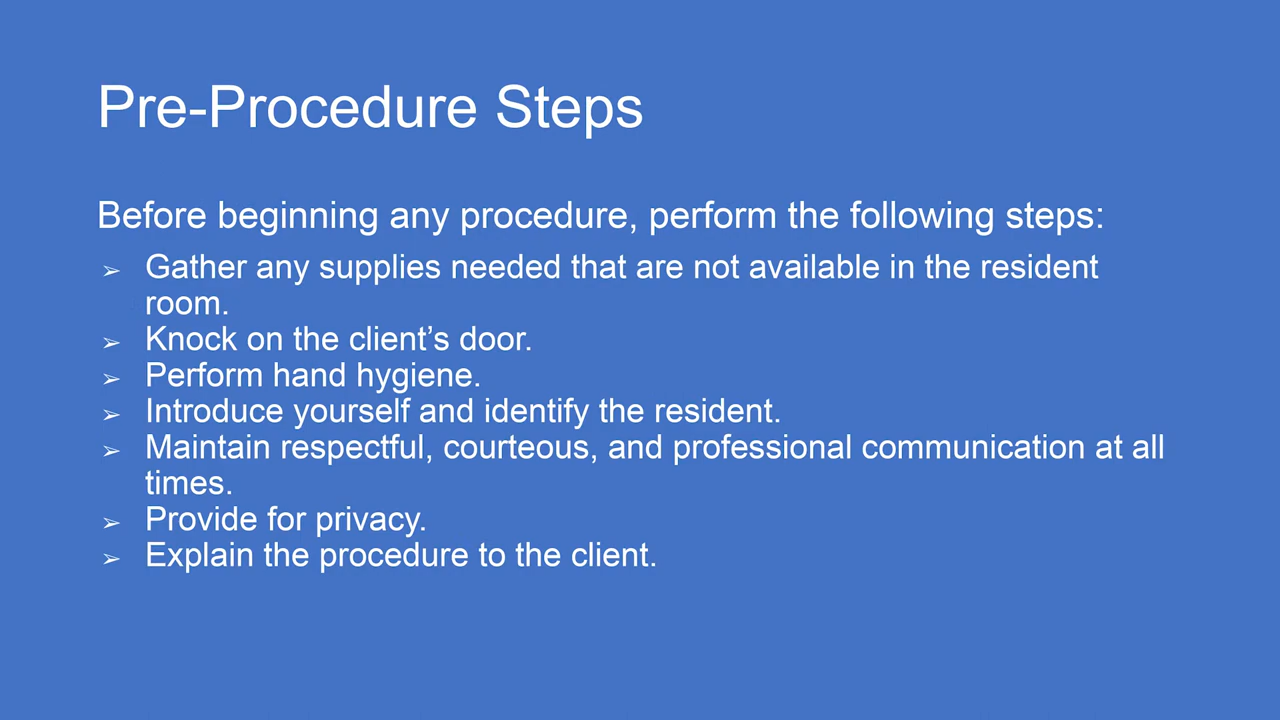 Pre-Procedure Steps
Before beginning any procedure, perform the following steps:
➢ Gather any supplies needed that are not available in the resident
room.
➢ Knock on the client’s door.
➢ Perform hand hygiene.
➢ Introduce yourself and identify the resident.
➢ Maintain respectful, courteous, and professional communication at all
times.
➢ Provide for privacy.
➢ Explain the procedure to the client.